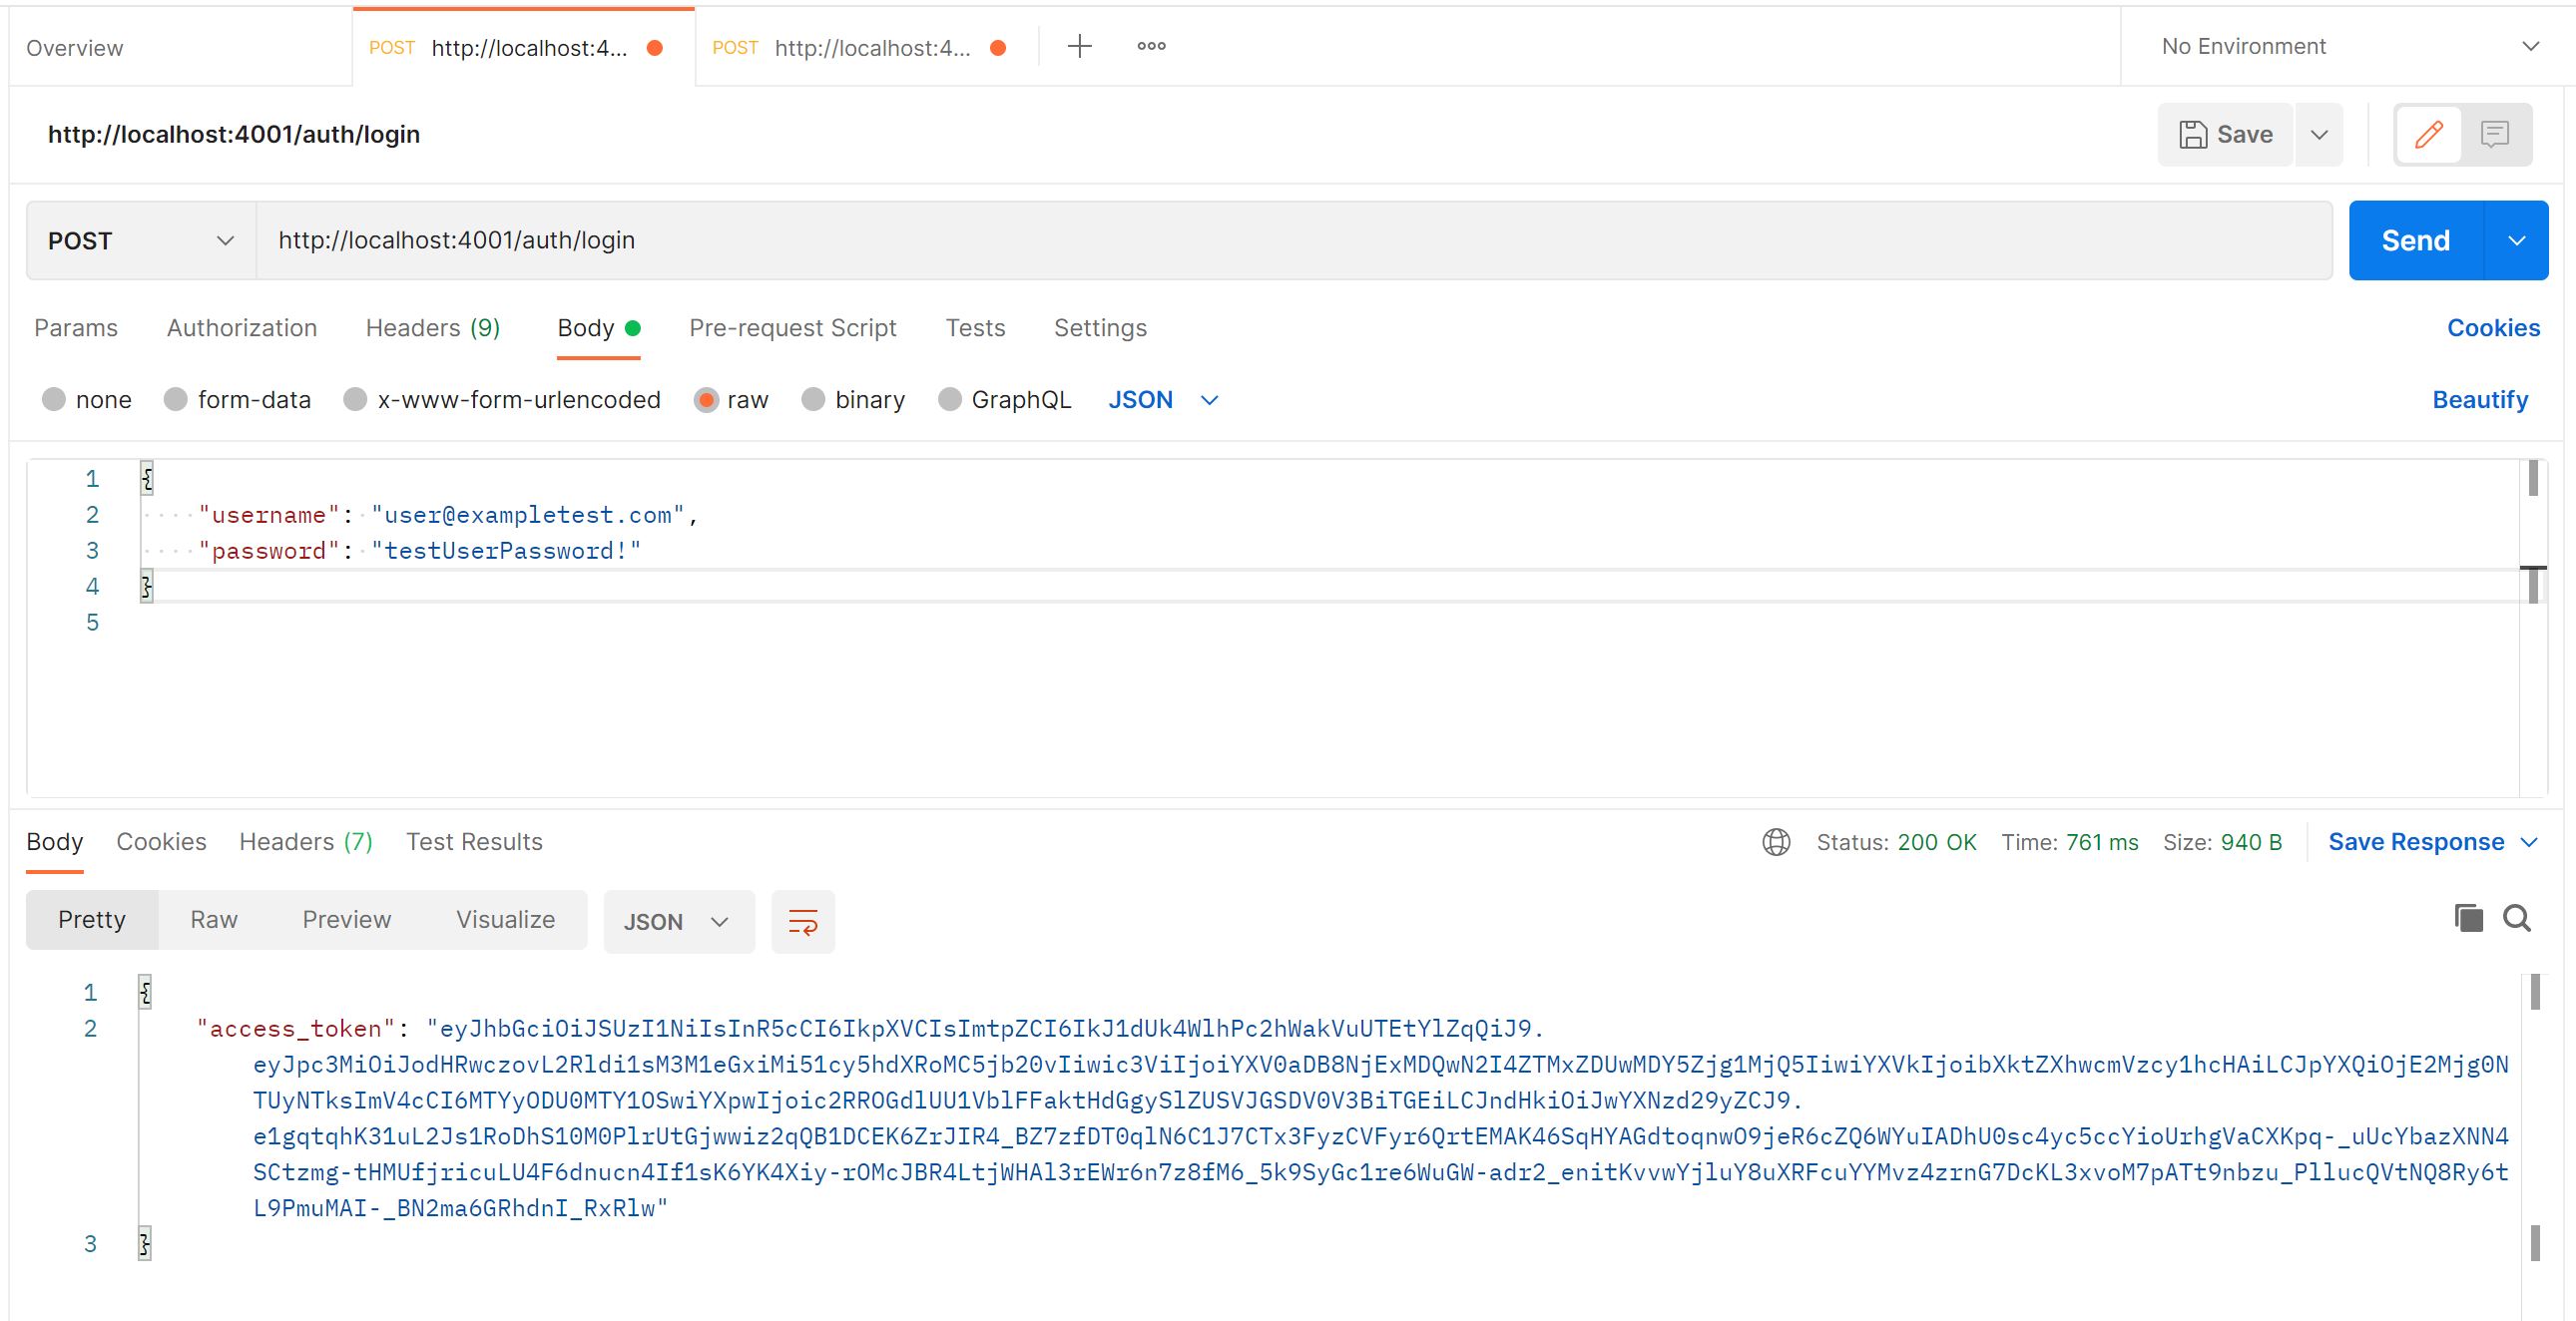 Overview
POST http://localhost:4...
POST http://localhost:4...
No Environment
http://localhost:4001/auth/login
Save
POST
http://localhost:4001/auth/login
Send
Params Authorization Headers (9) Body Pre-request Script Tests Settings Cookies
none form-data x-www-form-urlencoded raw binary GraphQL JSON Beautify
1 {
2 "username": "user@exampletest.com",
3 "password": "testUserPassword!"
4 }
5
Body Cookies Headers (7) Test Results Status: 200 OK Time: 761 ms Size: 940 B Save Response
Pretty Raw Preview Visualize JSON
1 {
2 "access_token": "eyJhbGciOiJSUzI1NiIsInR5cCI6IkpXVCIsImtpZCI6IkJ1dUk4WlhPc2hWakVuUTEtYlZqQiJ9.
eyJpc3MiOiJodHRwczovL2Rldi1sM3M1eGxiMi51cy5hdXRoMC5jb20vIiwic3ViIjoiYXV0aDB8NjExMDQwN2I4ZTMxZDUwMDY5Zjg1MjQ5IiwiYXVkIjoibXktZXhwcmVzcy1hcHAiLCJpYXQiOjE2Mjg0N
TUyNTksImV4cCI6MTYyODU0MTY1OSwiYXpwIjoic2RROGdlUU1VblFFaktHdGgySlZUSVJGSDV0V3BiTGEiLCJndHkiOiJwYXNzd29yZCJ9.
e1gqtqhK31uL2Js1RoDhS10M0PlrUtGjwwiz2qQB1DCEK6ZrJIR4_BZ7zfDT0qlN6C1J7CTx3FyzCVFyr6QrtEMAK46SqHYAGdtoqnwO9jeR6cZQ6WYuIADhU0sc4yc5ccYioUrhgVaCXKpq-_uUcYbazXNN4
SCtzmg-tHMUfjricuLU4F6dnucn4If1sK6YK4Xiy-rOMcJBR4LtjWHAl3rEWr6n7z8fM6_5k9SyGc1re6WuGW-adr2_enitKvvwYjluY8uXRFcuYYMvz4zrnG7DcKL3xvoM7pATt9nbzu_PllucQVtNQ8Ry6t
L9PmuMAI-_BN2ma6GRhdnI_RxRlw"
3 }